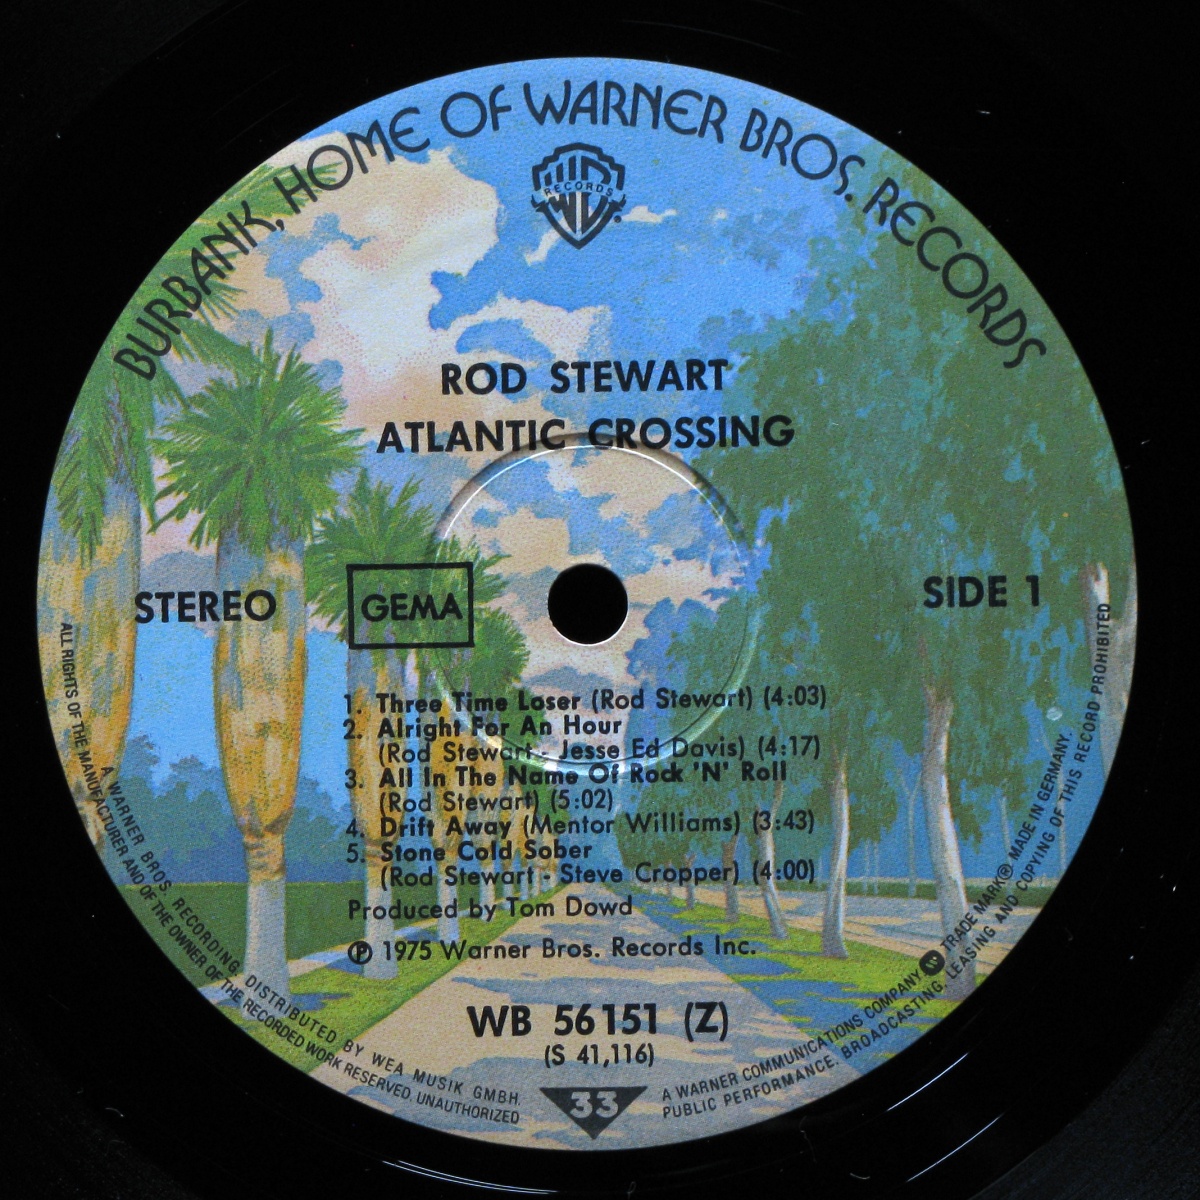 BURBANK, HOME OF WARNER BROS. RECORDS
WB
RECORDS
®
ROD STEWART
ATLANTIC CROSSING
STEREO
GEMA
SIDE 1
1. Three Time Loser (Rod Stewart) (4:03)
2. Alright For An Hour
(Rod Stewart - Jesse Ed Davis) (4:17)
3. All In The Name Of Rock 'N' Roll
(Rod Stewart) (5:02)
4. Drift Away (Mentor Williams) (3:43)
5. Stone Cold Sober
(Rod Stewart - Steve Cropper) (4:00)
Produced by Tom Dowd
℗ 1975 Warner Bros. Records Inc.
WB 56151 (Z)
(S 41,116)
33
A WARNER BROS. RECORDING. DISTRIBUTED BY WEA MUSIK GMBH. A WARNER COMMUNICATIONS COMPANY W TRADE MARK® MADE IN GERMANY.
ALL RIGHTS OF THE MANUFACTURER AND OF THE OWNER OF THE RECORDED WORK RESERVED. UNAUTHORIZED PUBLIC PERFORMANCE. BROADCASTING. LEASING AND COPYING OF THIS RECORD PROHIBITED